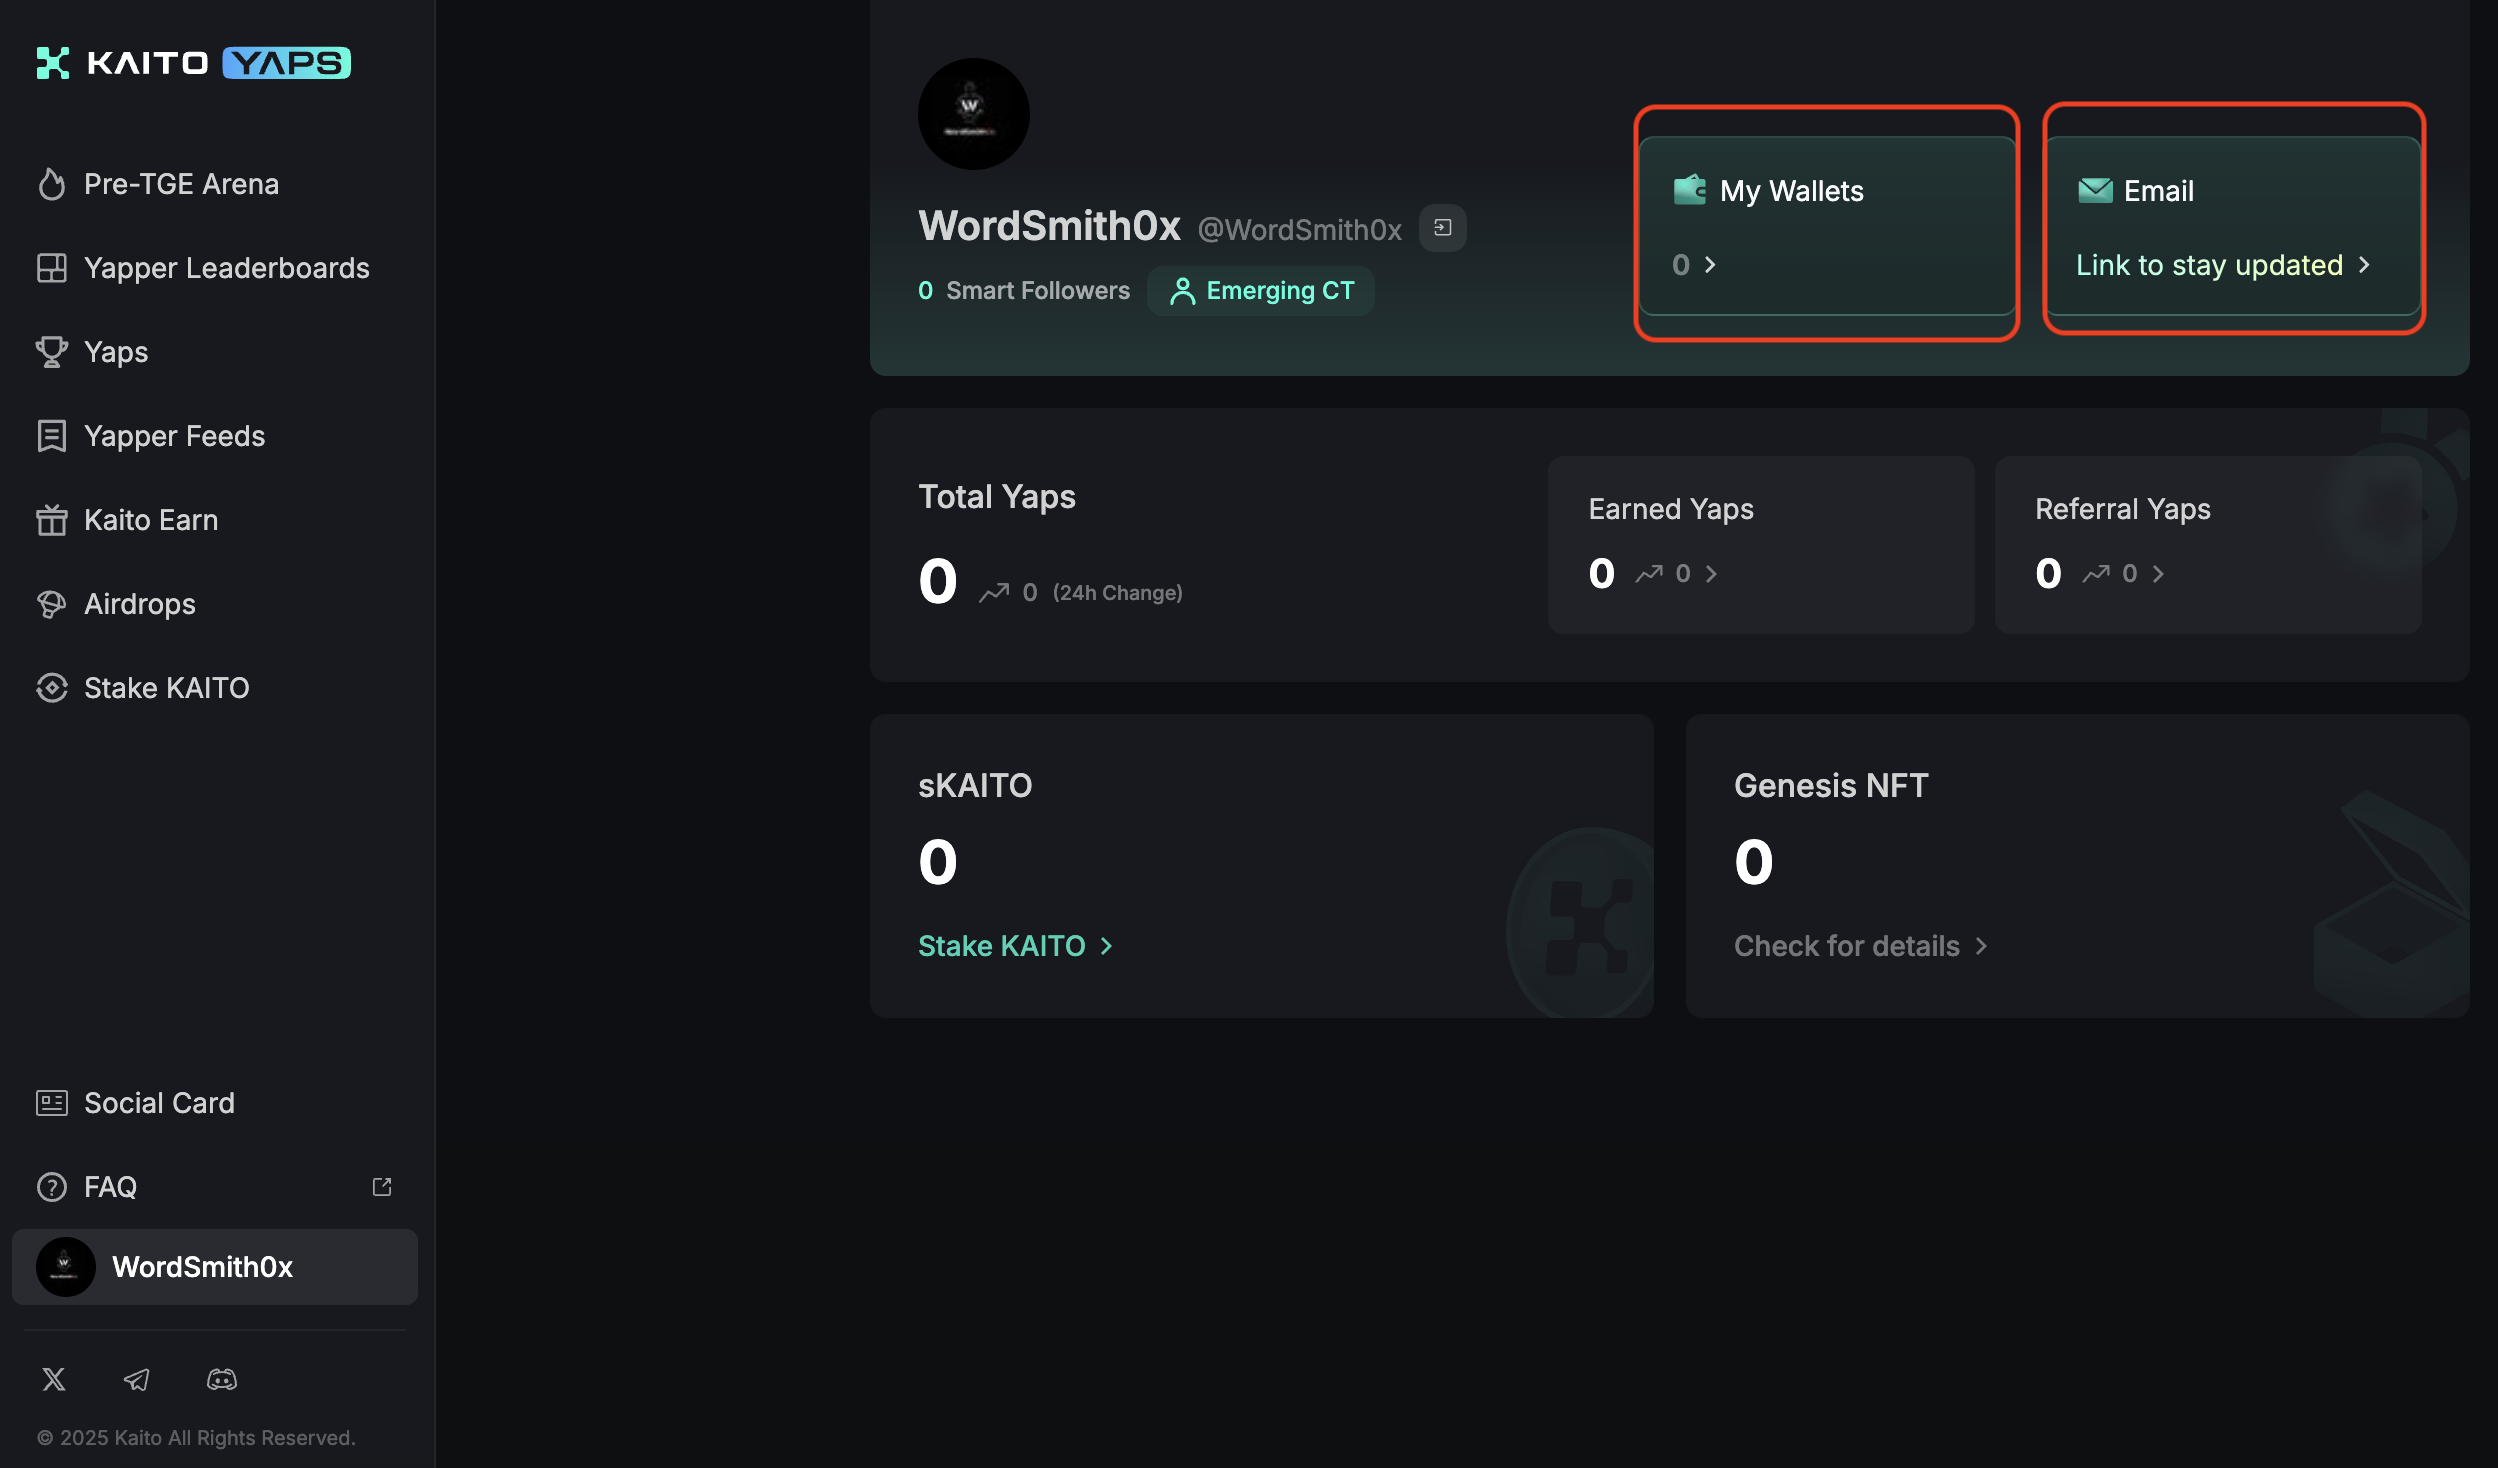 KAITO YAPS
Pre-TGE Arena
Yapper Leaderboards
Yaps
Yapper Feeds
Kaito Earn
Airdrops
Stake KAITO
Social Card
FAQ
WordSmith0x
© 2025 Kaito All Rights Reserved.
W
WordSmith0x @WordSmith0x
0 Smart Followers Emerging CT
My Wallets
0
Email
Link to stay updated
Total Yaps
0 0 (24h Change)
Earned Yaps
0 0
Referral Yaps
0 0
sKAITO
0
Stake KAITO
Genesis NFT
0
Check for details